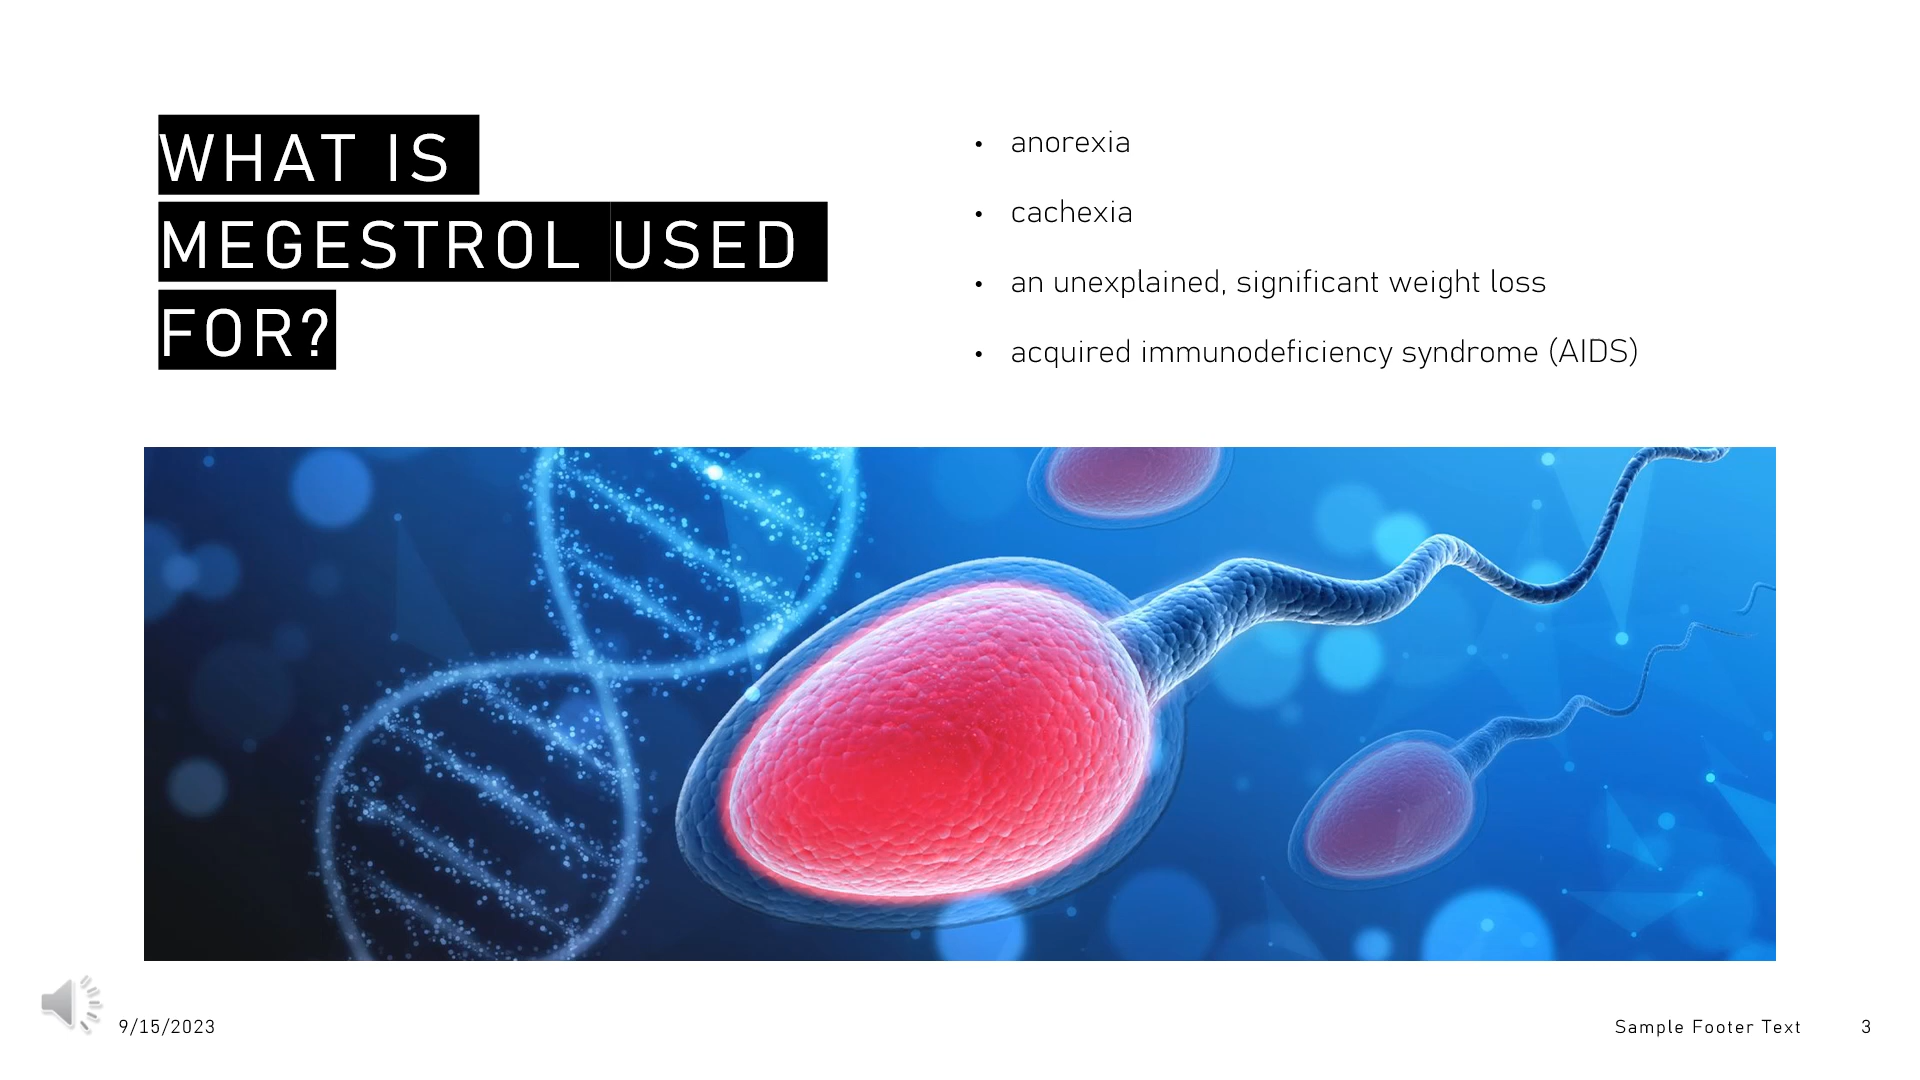 WHAT IS
MEGESTROL USED
FOR?
• anorexia
• cachexia
• an unexplained, significant weight loss
• acquired immunodeficiency syndrome (AIDS)
9/15/2023
Sample Footer Text
3